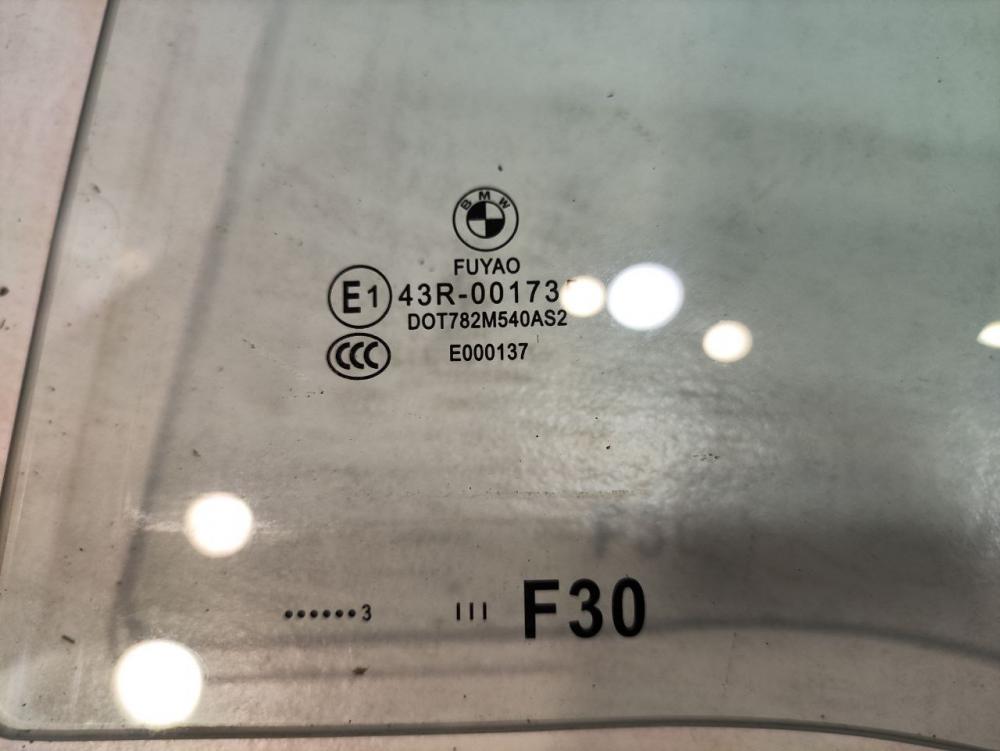 BMW
FUYAO
E1 43R-00173
DOT782M540AS2
CCC E000137
••••••3 III F30